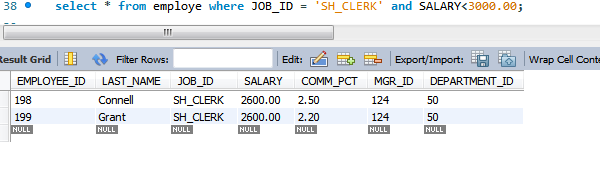 38 select * from employe where JOB_ID = 'SH_CLERK' and SALARY<3000.00;
Result Grid Filter Rows: Edit: Export/Import: Wrap Cell Conte
EMPLOYEE_ID LAST_NAME JOB_ID SALARY COMM_PCT MGR_ID DEPARTMENT_ID
198 Connell SH_CLERK 2600.00 2.50 124 50
199 Grant SH_CLERK 2600.00 2.20 124 50
NULL NULL NULL NULL NULL NULL NULL